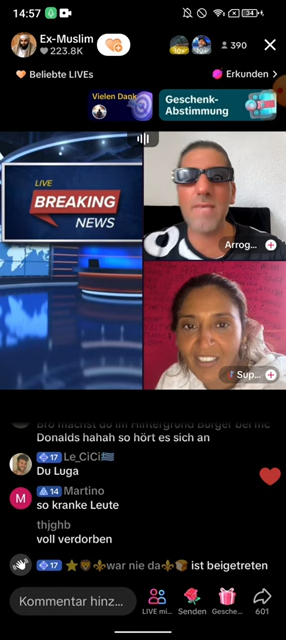 14:57
34
Ex-Muslim
223.8K
390
Beliebte LIVEs
Erkunden >
Vielen Dank
Geschenk-
Abstimmung
LIVE
BREAKING
NEWS
Arrog...
Sup...
Bro machst du im Hintergrund Burger bei mc
Donalds hahah so hört es sich an
17 Le_CiCi🇬🇷
Du Luga
M
14 Martino
so kranke Leute
thjghb
voll verdorben
17 ⭐🦁⚜️war nie da⚜️ ist beigetreten
Kommentar hinz...
LIVE mi...
Senden
Gesche...
601